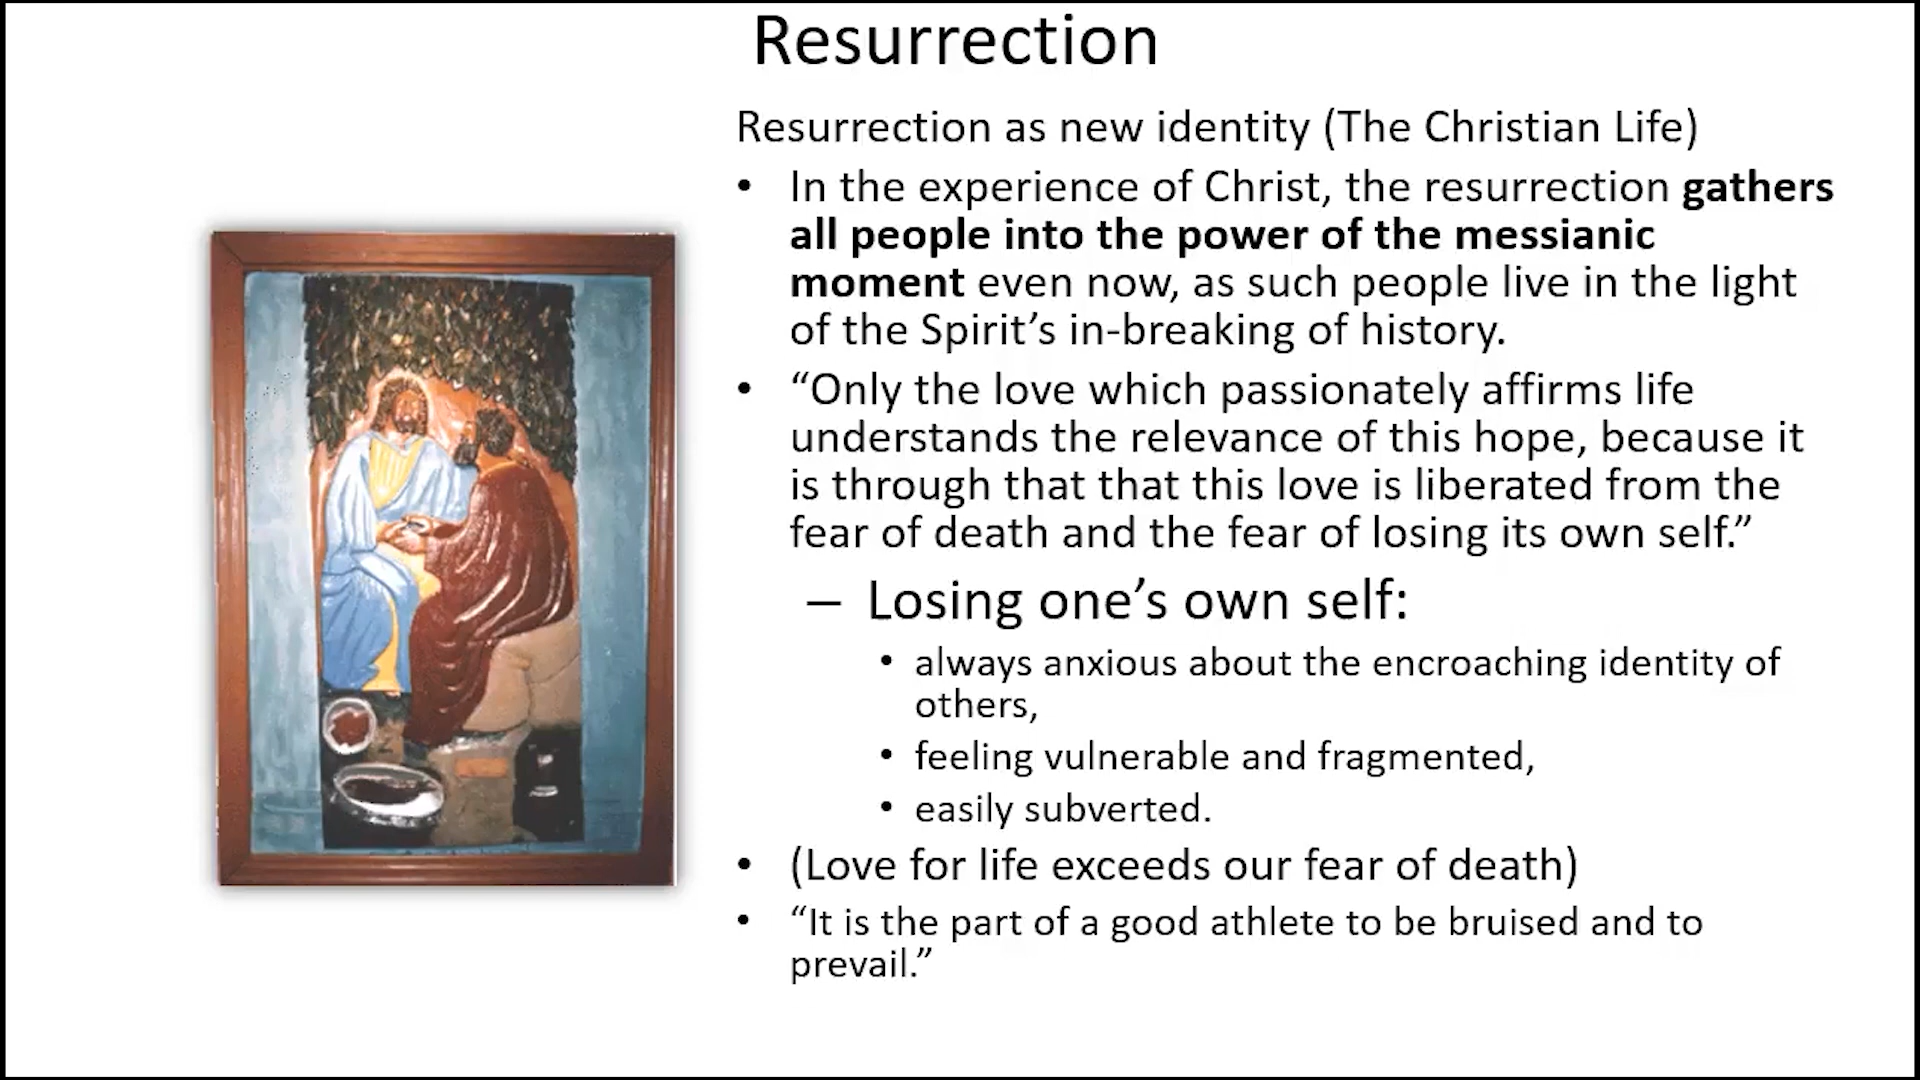 Resurrection
Resurrection as new identity (The Christian Life)
• In the experience of Christ, the resurrection gathers
all people into the power of the messianic
moment even now, as such people live in the light
of the Spirit’s in-breaking of history.
• “Only the love which passionately affirms life
understands the relevance of this hope, because it
is through that that this love is liberated from the
fear of death and the fear of losing its own self.”
– Losing one’s own self:
• always anxious about the encroaching identity of
others,
• feeling vulnerable and fragmented,
• easily subverted.
• (Love for life exceeds our fear of death)
• “It is the part of a good athlete to be bruised and to
prevail.”